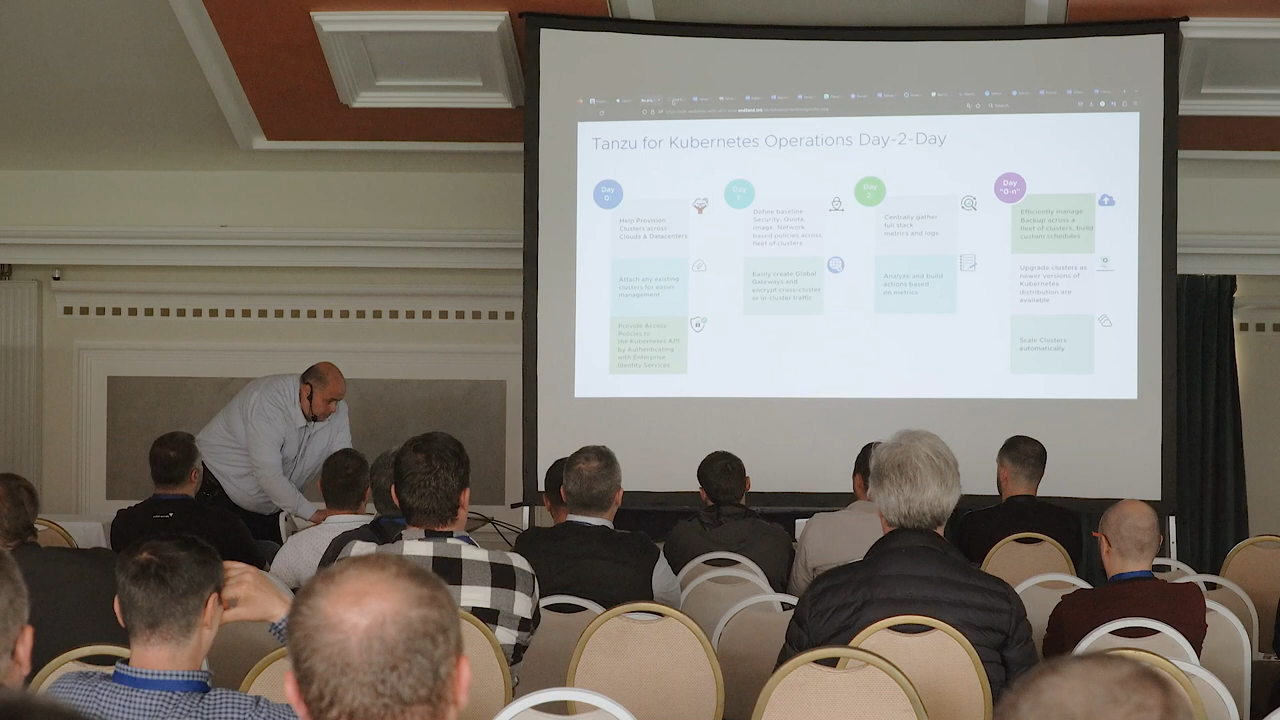 Tanzu for Kubernetes Operations Day-2-Day
Day
0
Help Provision
Clusters across
Clouds & Datacenters
Attach any existing
clusters for easier
management
Provide Access
Policies to
the Kubernetes API
by Authenticating
with Enterprise
Identity Services
Day
Define baseline
Security, Quota,
Image, Network
based policies across
fleet of clusters
Easily create Global
Gateways and
encrypt cross-cluster
or in-cluster traffic
Day
2
Centrally gather
full stack
metrics and logs
Analyze and build
actions based
on metrics
Day
"0-n"
Efficiently manage
Backup across a
fleet of clusters, build
custom schedules
Upgrade clusters as
newer versions of
Kubernetes
distribution are
available
Scale Clusters
automatically